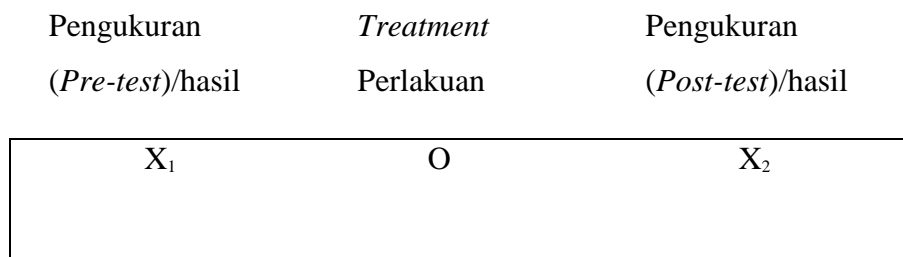 Pengukuran Treatment Pengukuran
(Pre-test)/hasil Perlakuan (Post-test)/hasil
X₁ O X₂